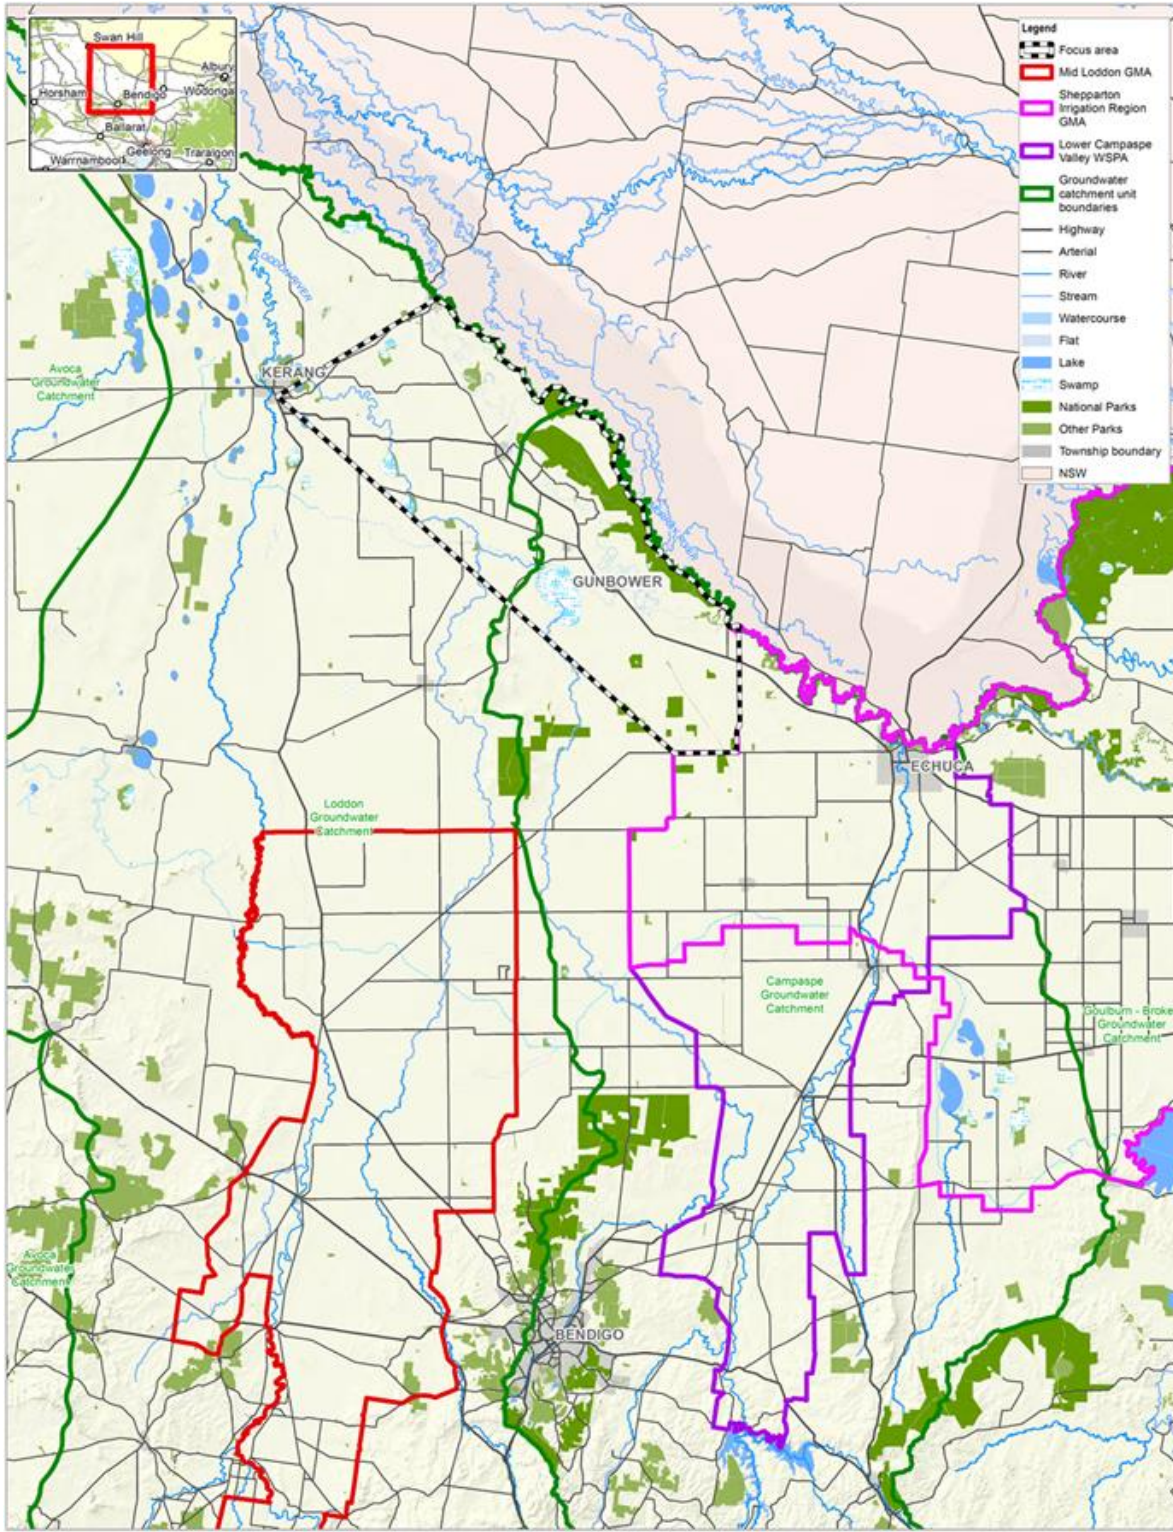 Swan Hill
Albury
Horsham
Bendigo
Wodonga
Ballarat
Geelong
Traralgon
Warrnambool
Legend
Focus area
Mid Loddon GMA
Shepparton
Irrigation Region
GMA
Lower Campaspe
Valley WSPA
Groundwater
catchment unit
boundaries
Highway
Arterial
River
Stream
Watercourse
Flat
Lake
Swamp
National Parks
Other Parks
Township boundary
NSW
LODDON RIVER
KERANG
Avoca
Groundwater
Catchment
GUNBOWER
ECHUCA
Loddon
Groundwater
Catchment
Campaspe
Groundwater
Catchment
Goulburn - Broke
Groundwater
Catchment
Avoca
Groundwater
Catchment
BENDIGO